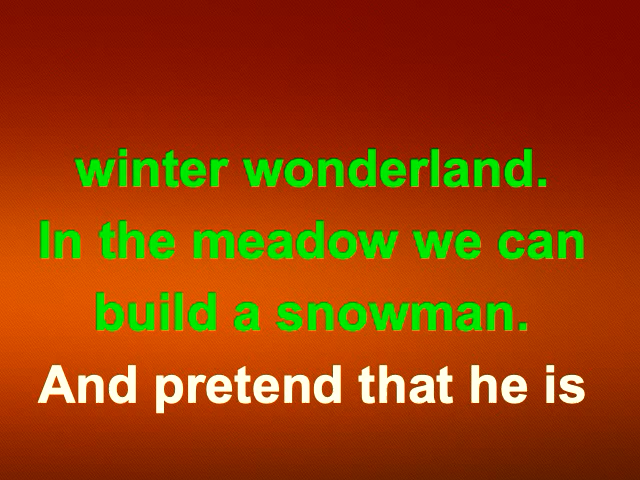 winter wonderland.
In the meadow we can
build a snowman.
And pretend that he is